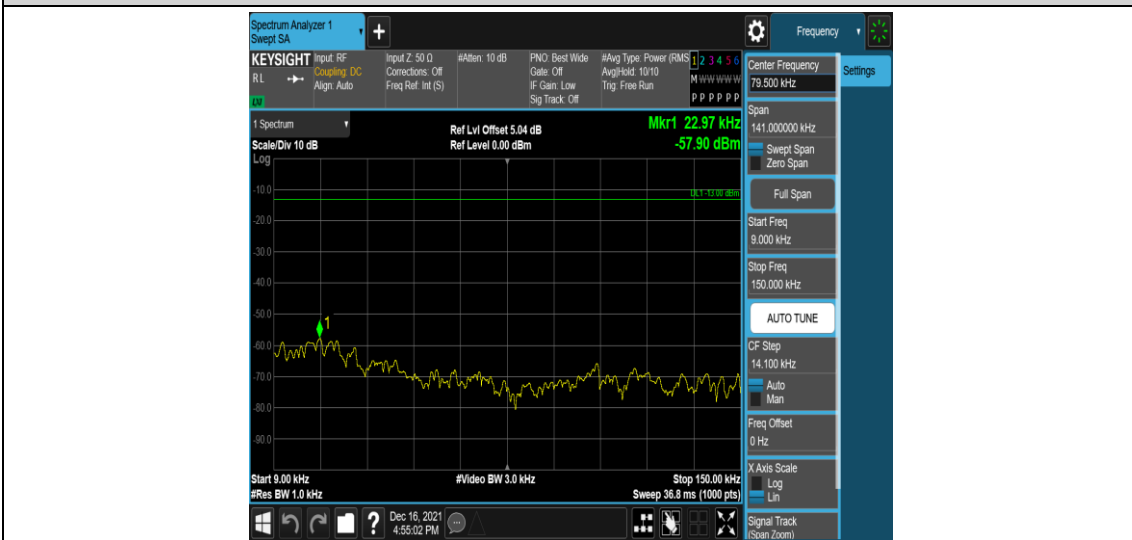 Spectrum Analyzer 1
Swept SA
+
Frequency
KEYSIGHT
RL
LXI
Input: RF
Coupling: DC
Align: Auto
Input Z: 50 Ω
Corrections: Off
Freq Ref: Int (S)
#Atten: 10 dB
PNO: Best Wide
Gate: Off
IF Gain: Low
Sig Track: Off
#Avg Type: Power (RMS
Avg|Hold: 10/10
Trig: Free Run
1 2 3 4 5 6
M W W W W W
P P P P P P
Center Frequency
79.500 kHz
Settings
1 Spectrum
Scale/Div 10 dB
Log
Ref Lvl Offset 5.04 dB
Ref Level 0.00 dBm
Mkr1 22.97 kHz
-57.90 dBm
Span
141.000000 kHz
Swept Span
Zero Span
Full Span
Start Freq
9.000 kHz
Stop Freq
150.000 kHz
AUTO TUNE
CF Step
14.100 kHz
Auto
Man
Freq Offset
0 Hz
X Axis Scale
Log
Lin
Signal Track
(Span Zoom)
DL1 -13.00 dBm
-10.0
-20.0
-30.0
-40.0
-50.0
-60.0
-70.0
-80.0
-90.0
1
Start 9.00 kHz
#Res BW 1.0 kHz
#Video BW 3.0 kHz
Stop 150.00 kHz
Sweep 36.8 ms (1000 pts)
?
Dec 16, 2021
4:55:02 PM